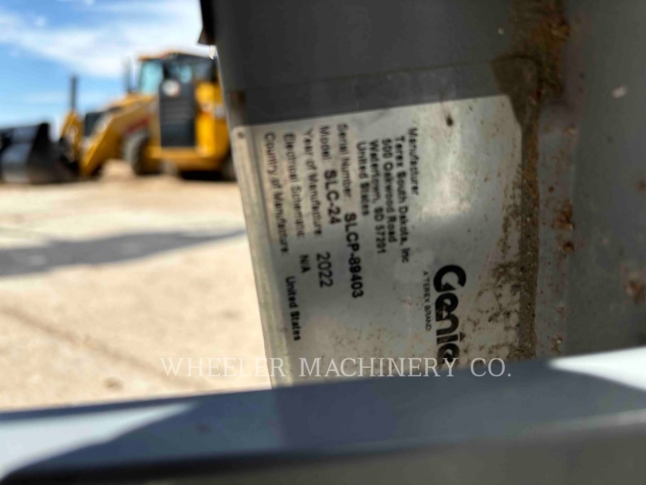 Genie
A TEREX BRAND
Manufacturer
Terex South Dakota, Inc
500 Oakwood Road
Watertown, SD 57201
United States
Serial Number: SLCP-89403
Model: SLC-24
Year of Manufacture: 2022
Electrical Schematic: N/A
Country of Manufacture: United States
WHEELER MACHINERY CO.